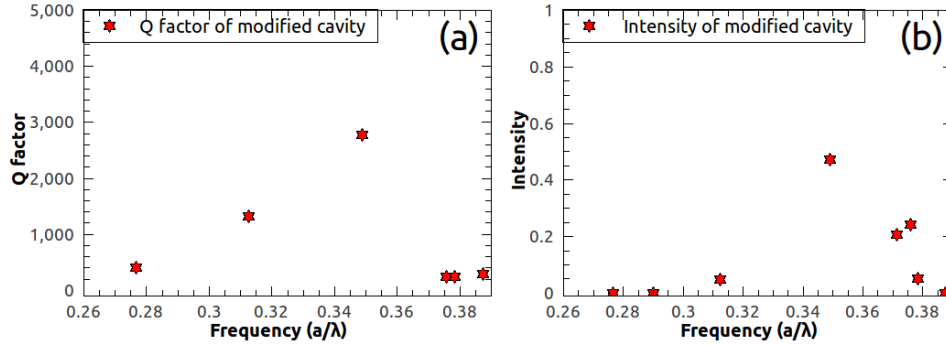 5,000
Q factor of modified cavity
(a)
4,000
3,000
2,000
1,000
0
Q factor
0.26 0.28 0.3 0.32 0.34 0.36 0.38
Frequency (a/λ)
1
Intensity of modified cavity
(b)
0.8
0.6
0.4
0.2
0
Intensity
0.26 0.28 0.3 0.32 0.34 0.36 0.38
Frequency (a/λ)